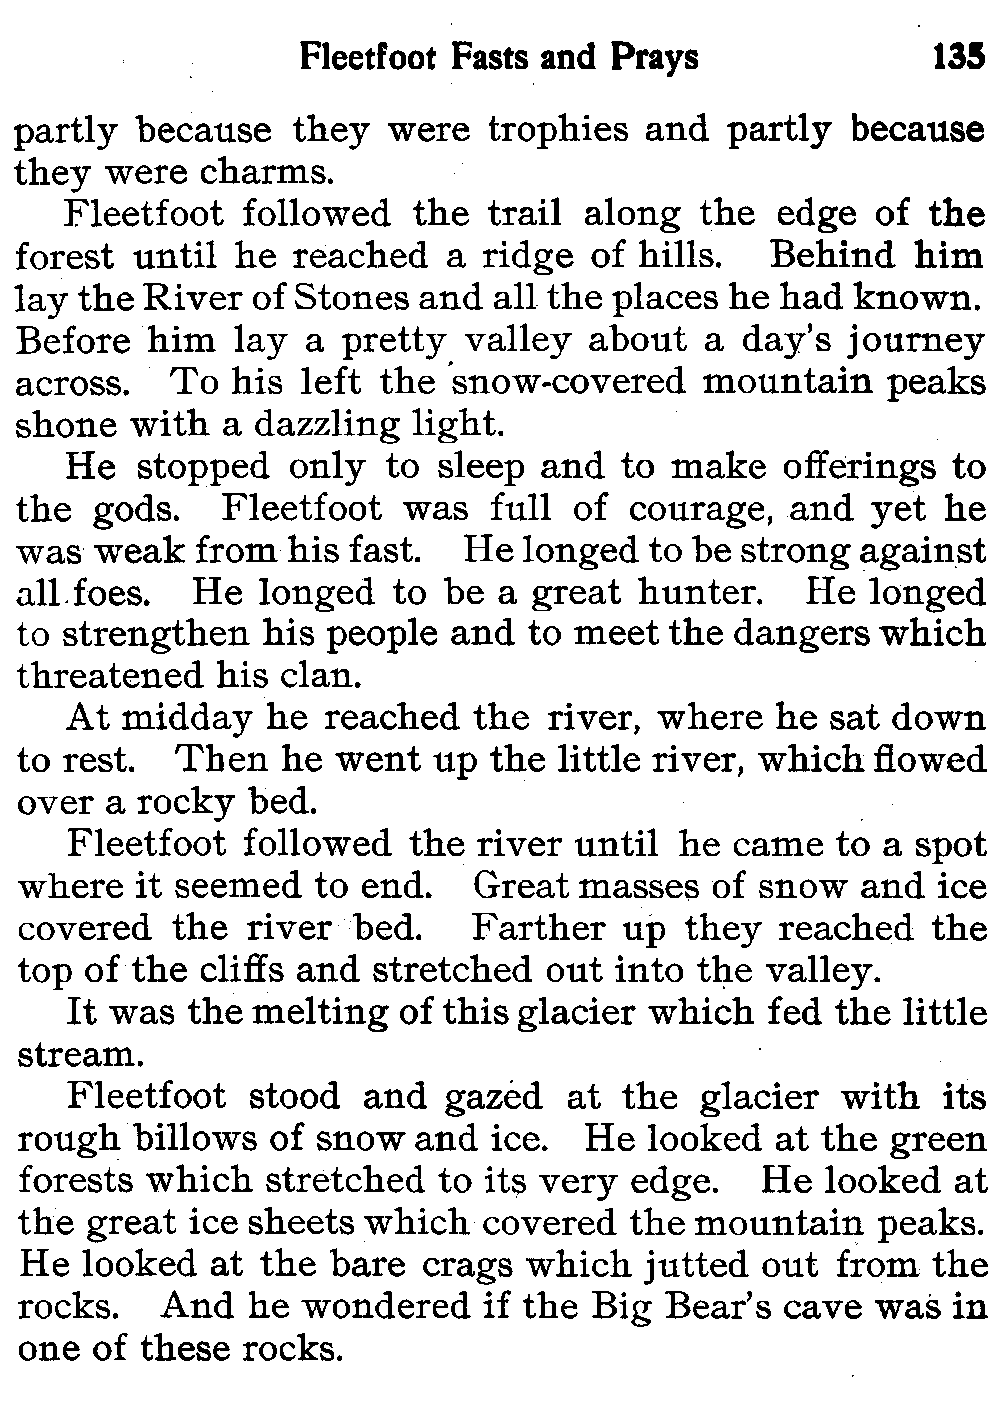 Fleetfoot Fasts and Prays 135
partly because they were trophies and partly because
they were charms.
Fleetfoot followed the trail along the edge of the
forest until he reached a ridge of hills. Behind him
lay the River of Stones and all the places he had known.
Before him lay a pretty valley about a day's journey
across. To his left the snow-covered mountain peaks
shone with a dazzling light.
He stopped only to sleep and to make offerings to
the gods. Fleetfoot was full of courage, and yet he
was weak from his fast. He longed to be strong against
all foes. He longed to be a great hunter. He longed
to strengthen his people and to meet the dangers which
threatened his clan.
At midday he reached the river, where he sat down
to rest. Then he went up the little river, which flowed
over a rocky bed.
Fleetfoot followed the river until he came to a spot
where it seemed to end. Great masses of snow and ice
covered the river bed. Farther up they reached the
top of the cliffs and stretched out into the valley.
It was the melting of this glacier which fed the little
stream.
Fleetfoot stood and gazed at the glacier with its
rough billows of snow and ice. He looked at the green
forests which stretched to its very edge. He looked at
the great ice sheets which covered the mountain peaks.
He looked at the bare crags which jutted out from the
rocks. And he wondered if the Big Bear's cave was in
one of these rocks.